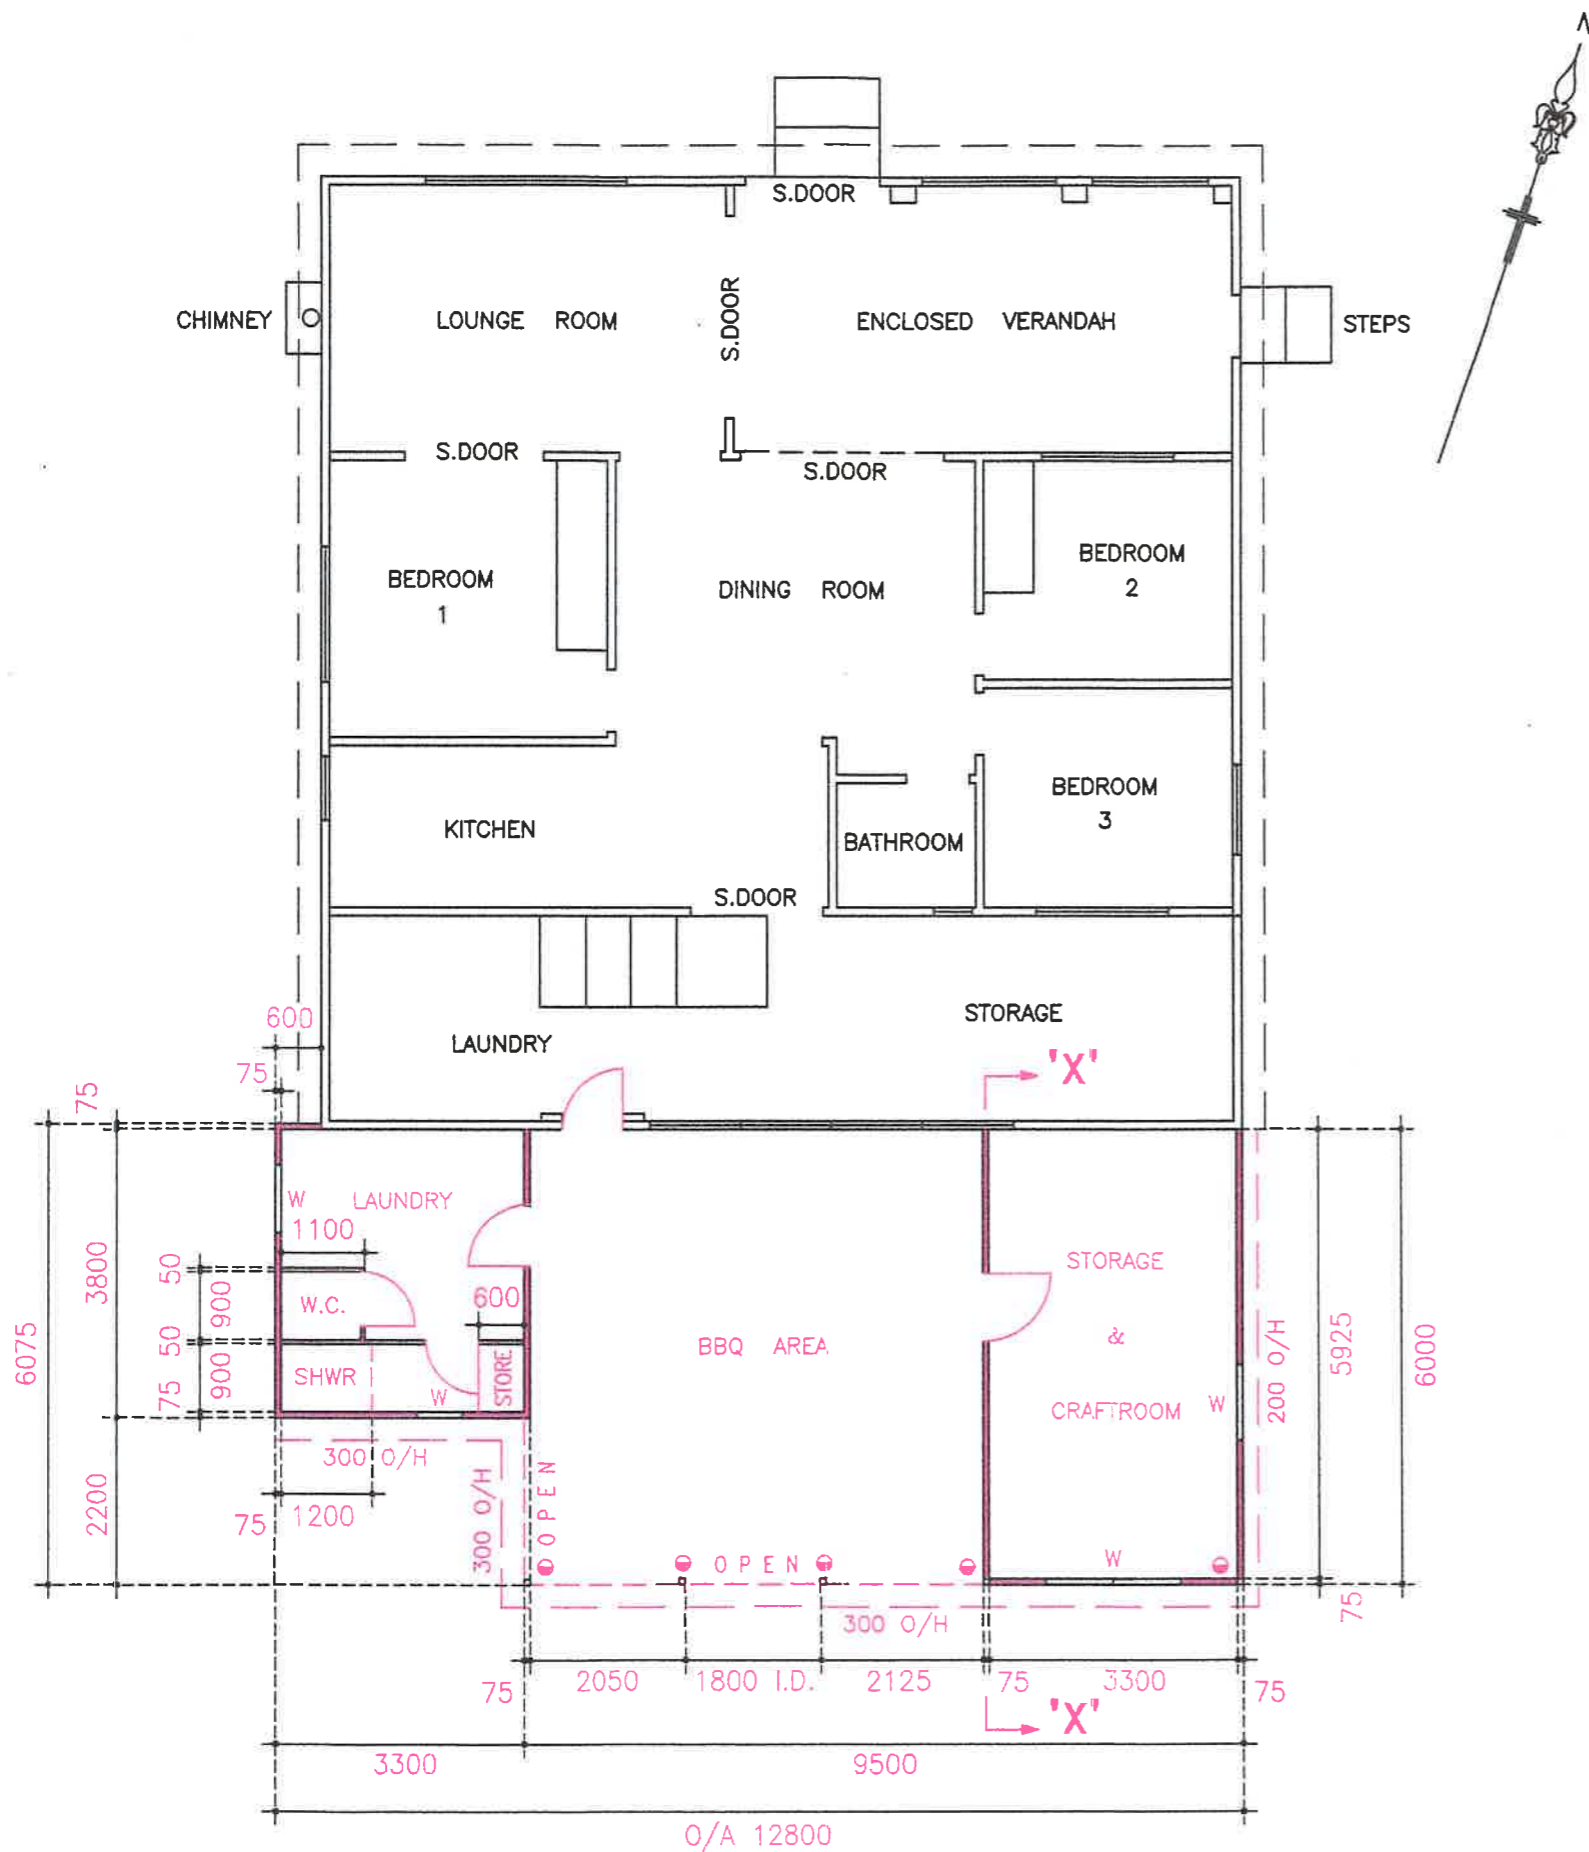 N
S.DOOR
CHIMNEY
LOUNGE ROOM
S.DOOR
ENCLOSED VERANDAH
STEPS
S.DOOR
S.DOOR
BEDROOM
1
DINING ROOM
BEDROOM
2
BEDROOM
3
KITCHEN
BATHROOM
S.DOOR
LAUNDRY
STORAGE
600
75
75
'X'
W LAUNDRY
1100
50
900
W.C.
600
50
900
75
SHWR
W
STORE
3800
6075
2200
BBQ AREA
STORAGE
&
CRAFTROOM
W
200 O/H
5925
6000
300 O/H
75
1200
300 O/H
OPEN
OPEN
W
75
300 O/H
75
2050
1800 I.D.
2125
75
3300
75
'X'
3300
9500
O/A 12800